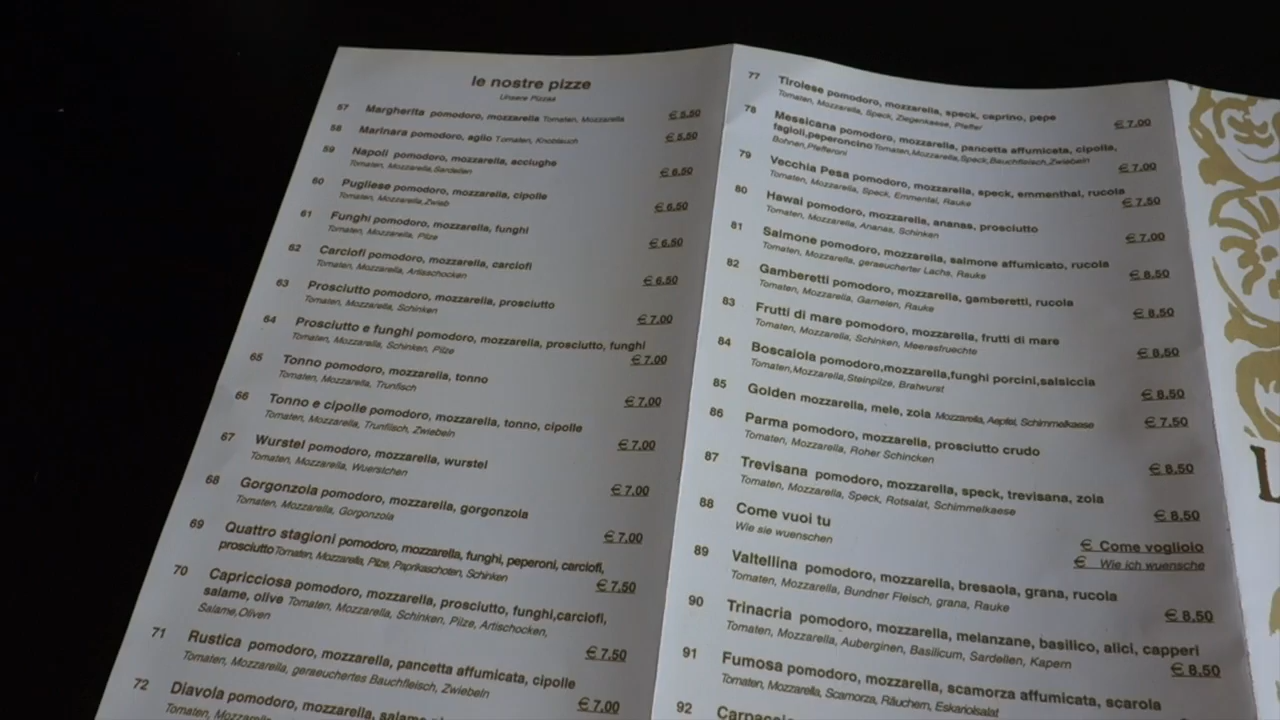 le nostre pizze
Unsere Pizzas
57 Margherita pomodoro, mozzarella Tomaten, Mozzarella € 5,50
58 Marinara pomodoro, aglio Tomaten, Knoblauch € 5,50
59 Napoli pomodoro, mozzarella, acciughe
Tomaten, Mozzarella, Sardellen € 6,50
60 Pugliese pomodoro, mozzarella, cipolle
Tomaten, Mozzarella, Zwieb € 6,50
61 Funghi pomodoro, mozzarella, funghi
Tomaten, Mozzarella, Pilze € 6,50
62 Carciofi pomodoro, mozzarella, carciofi
Tomaten, Mozzarella, Artischocken € 6,50
63 Prosciutto pomodoro, mozzarella, prosciutto
Tomaten, Mozzarella, Schinken € 7,00
64 Prosciutto e funghi pomodoro, mozzarella, prosciutto, funghi
Tomaten, Mozzarella, Schinken, Pilze € 7,00
65 Tonno pomodoro, mozzarella, tonno
Tomaten, Mozzarella, Trunfisch € 7,00
66 Tonno e cipolle pomodoro, mozzarella, tonno, cipolle
Tomaten, Mozzarella, Trunfiisch, Zwiebeln € 7,00
67 Wurstel pomodoro, mozzarella, wurstel
Tomaten, Mozzarella, Wuerstchen € 7,00
68 Gorgonzola pomodoro, mozzarella, gorgonzola
Tomaten, Mozzarella, Gorgonzola € 7,00
69 Quattro stagioni pomodoro, mozzarella, funghi, peperoni, carciofi,
prosciutto Tomaten, Mozzarella, Pilze, Paprikaschoten, Schinken € 7,50
70 Capricciosa pomodoro, mozzarella, prosciutto, funghi,carciofi,
salame, olive Tomaten, Mozzarella, Schinken, Pilze, Artischocken,
Salame,Oliven € 7,50
71 Rustica pomodoro, mozzarella, pancetta affumicata, cipolle
Tomaten, Mozzarella, geraeuchertes Bauchfleisch, Zwiebeln € 7,00
72 Diavola pomodoro, mozzarella,
Tomaten,
77 Tirolese pomodoro, mozzarella, speck, caprino, pepe
Tomaten, Mozzarella, Speck, Ziegenkaese, Pfeffer € 7,00
78 Messicana pomodoro, mozzarella, pancetta affumicata, cipolle,
fagioli,peperoncino Tomaten,Mozzarella,Speck,Bauchfleisch,Zwiebeln
Bohnen,Pfefferoni € 7,00
79 Vecchia Pesa pomodoro, mozzarella, speck, emmenthal, rucola
Tomaten, Mozzarella, Speck, Emmental, Rauke € 7,50
80 Hawai pomodoro, mozzarella, ananas, prosciutto
Tomaten, Mozzarella, Ananas, Schinken € 7,00
81 Salmone pomodoro, mozzarella, salmone affumicato, rucola
Tomaten, Mozzarella, geraeucherter Lachs, Rauke € 8,50
82 Gamberetti pomodoro, mozzarella, gamberetti, rucola
Tomaten, Mozzarella, Garnelen, Rauke € 8,50
83 Frutti di mare pomodoro, mozzarella, frutti di mare
Tomaten, Mozzarella, Schinken, Meeresfruechte € 8,50
84 Boscaiola pomodoro,mozzarella,funghi porcini,salsiccia
Tomaten,Mozzarella,Steinpilze, Bratwurst € 8,50
85 Golden mozzarella, mele, zola Mozzarella, Aepfel, Schimmelkaese € 7,50
86 Parma pomodoro, mozzarella, prosciutto crudo
Tomaten, Mozzarella, Roher Schincken € 8,50
87 Trevisana pomodoro, mozzarella, speck, trevisana, zola
Tomaten, Mozzarella, Speck, Rotsalat, Schimmelkaese € 8,50
88 Come vuoi tu € Come voglioio
Wie sie wuenschen € Wie ich wuensche
89 Valtellina pomodoro, mozzarella, bresaola, grana, rucola
Tomaten, Mozzarella, Bundner Fleisch, grana, Rauke € 8,50
90 Trinacria pomodoro, mozzarella, melanzane, basilico, alici, capperi
Tomaten, Mozzarella, Auberginen, Basilicum, Sardellen, Kapern € 8,50
91 Fumosa pomodoro, mozzarella, scamorza affumicata, scarola
Tomaten, Mozzarella, Scamorza, Räuchern, Eskariolsalat
92